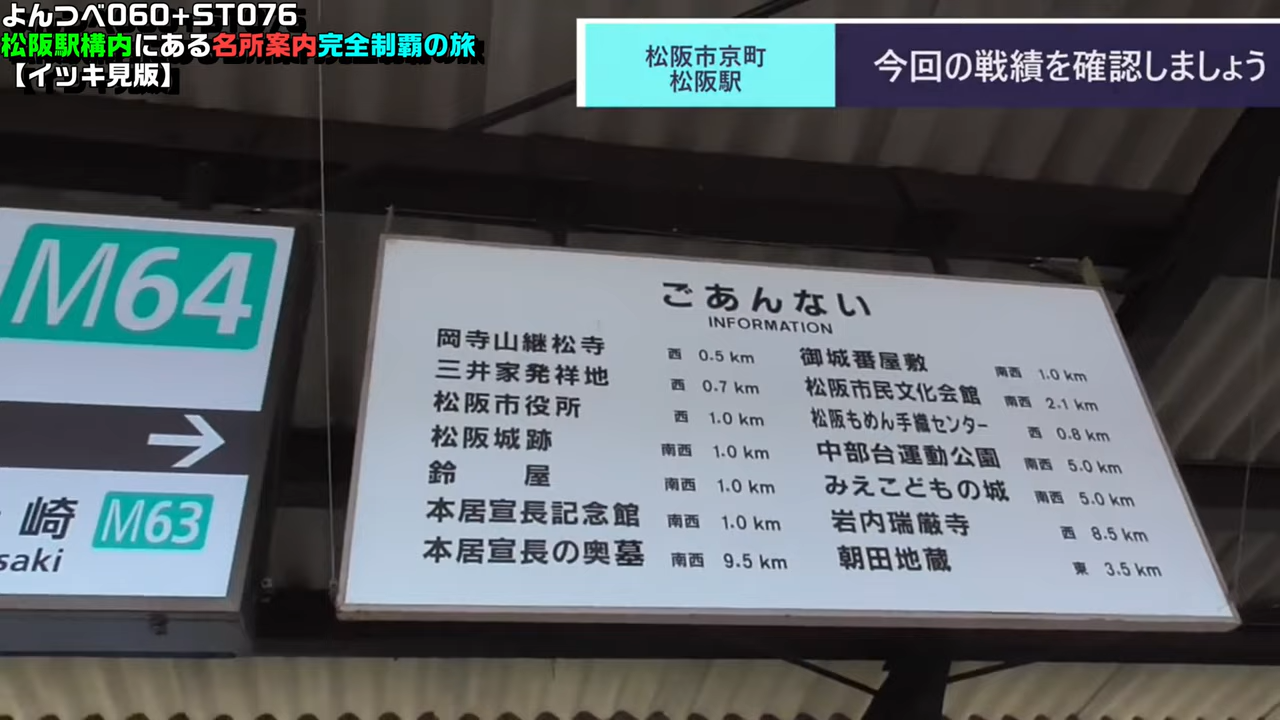 よんつべ060+ST076
松阪駅構内にある名所案内完全制覇の旅
【イツキ見版】
松阪市京町
松阪駅
今回の戦績を確認しましょう
M64
崎 M63
saki
ごあんない
INFORMATION
岡寺山継松寺 西 0.5 km
三井家発祥地 西 0.7 km
松阪市役所 西 1.0 km
松阪城跡 南西 1.0 km
鈴屋 南西 1.0 km
本居宣長記念館 南西 1.0 km
本居宣長の奥墓 南西 9.5 km
御城番屋敷 南西 1.0 km
松阪市民文化会館 南西 2.1 km
松阪もめん手織センター 西 0.8 km
中部台運動公園 南西 5.0 km
みえこどもの城 南西 5.0 km
岩内瑞厳寺 西 8.5 km
朝田地蔵 東 3.5 km